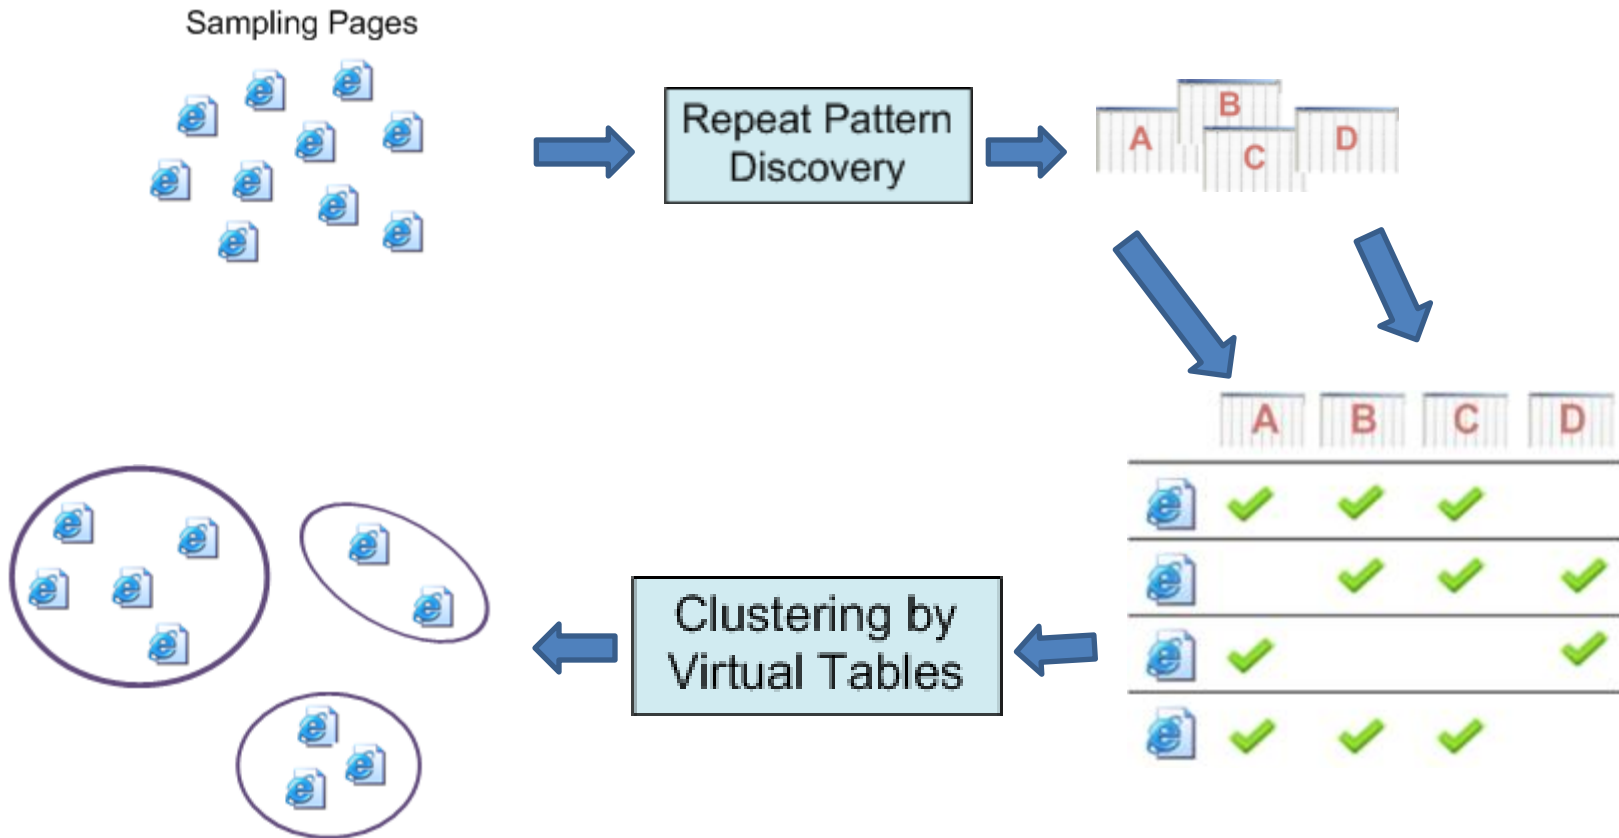 Sampling Pages
Repeat Pattern
Discovery
A
B
C
D
A B C D
Clustering by
Virtual Tables